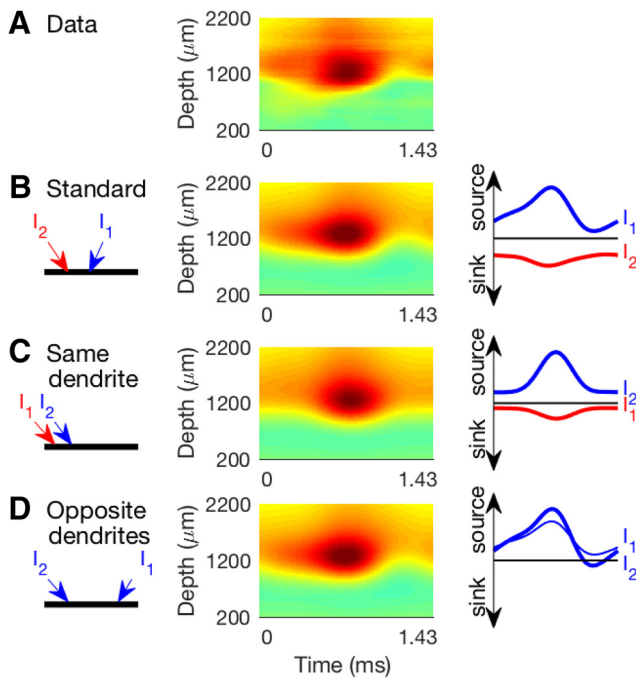 A Data
Depth (μm)
2200
1200
200
0 1.43
B Standard
I2 I1
Depth (μm)
2200
1200
200
0 1.43
source
sink
I1
I2
C Same
dendrite
I1 I2
Depth (μm)
2200
1200
200
0 1.43
source
sink
I2
I1
D Opposite
dendrites
I2 I1
Depth (μm)
2200
1200
200
0 1.43
Time (ms)
source
sink
I1
I2